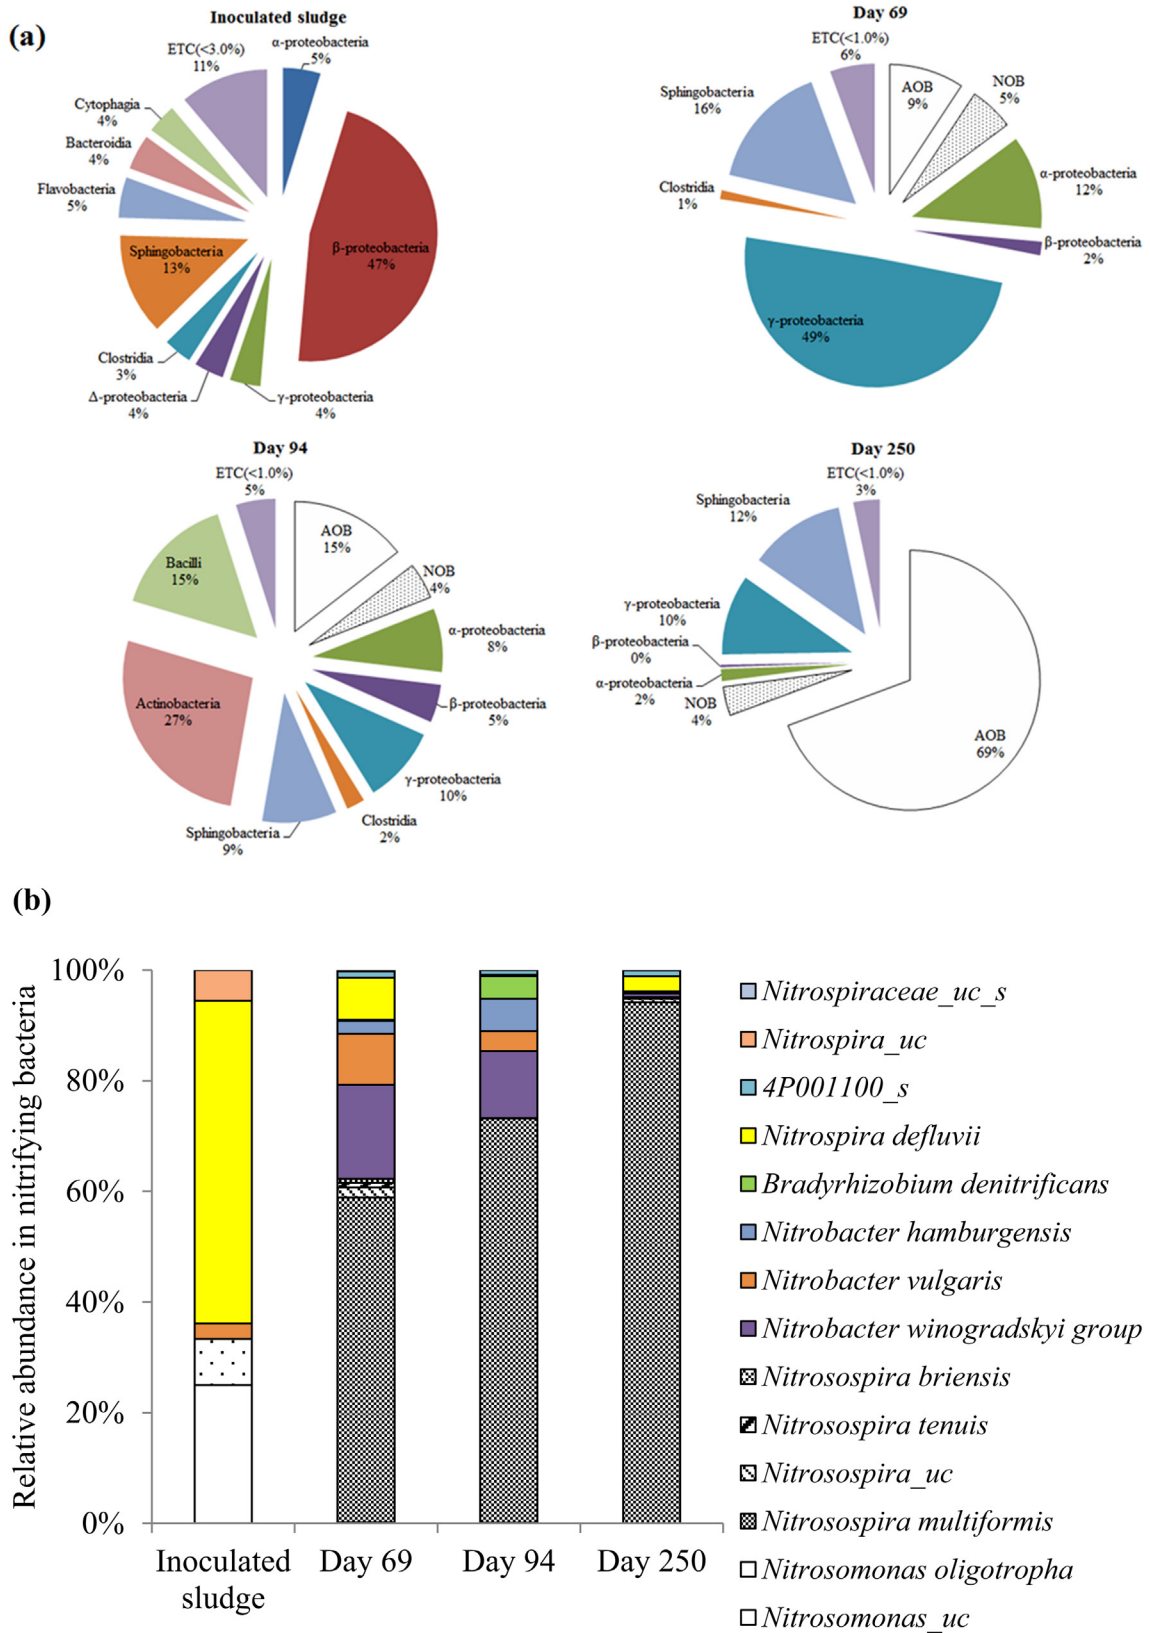 (a)
Inoculated sludge
ETC(<3.0%)
11%
α-proteobacteria
5%
Cytophagia
4%
Bacteroidia
4%
Flavobacteria
5%
β-proteobacteria
47%
Sphingobacteria
13%
Clostridia
3%
Δ-proteobacteria
4%
γ-proteobacteria
4%
Day 69
ETC(<1.0%)
6%
AOB
9%
NOB
5%
Sphingobacteria
16%
α-proteobacteria
12%
Clostridia
1%
β-proteobacteria
2%
γ-proteobacteria
49%
Day 94
ETC(<1.0%)
5%
AOB
15%
Bacilli
15%
NOB
4%
α-proteobacteria
8%
Actinobacteria
27%
β-proteobacteria
5%
γ-proteobacteria
10%
Clostridia
2%
Sphingobacteria
9%
Day 250
ETC(<1.0%)
3%
Sphingobacteria
12%
γ-proteobacteria
10%
β-proteobacteria
0%
α-proteobacteria
2%
NOB
4%
AOB
69%
(b)
Relative abundance in nitrifying bacteria
100%
80%
60%
40%
20%
0%
Inoculated
sludge
Day 69
Day 94
Day 250
Nitrospiraceae_uc_s
Nitrospira_uc
4P001100_s
Nitrospira defluvii
Bradyrhizobium denitrificans
Nitrobacter hamburgensis
Nitrobacter vulgaris
Nitrobacter winogradskyi group
Nitrosospira briensis
Nitrosospira tenuis
Nitrosospira_uc
Nitrosospira multiformis
Nitrosomonas oligotropha
Nitrosomonas_uc